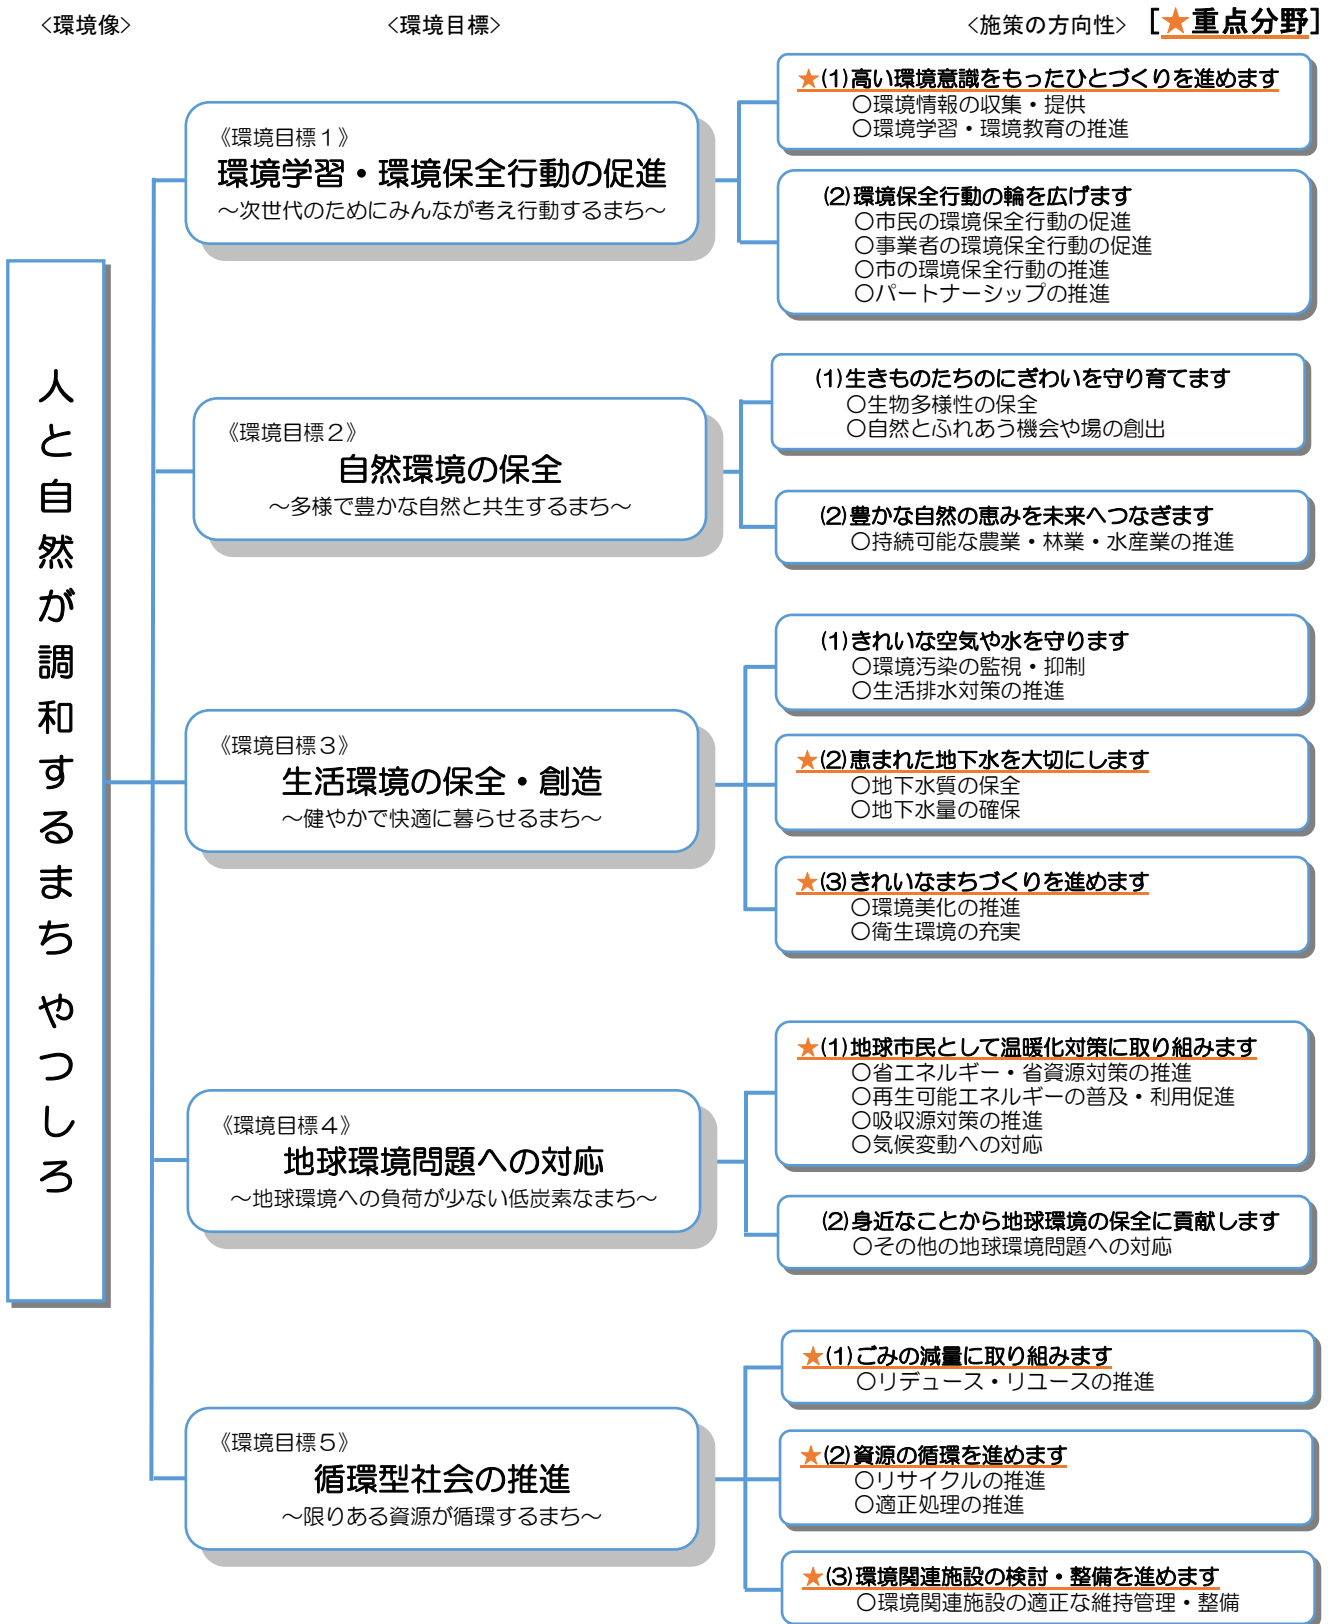 <環境像>
<環境目標>
<施策の方向性> [★重点分野]
人と自然が調和するまち やつしろ
《環境目標1》
環境学習・環境保全行動の促進
～次世代のためにみんなが考え行動するまち～
★(1)高い環境意識をもったひとづくりを進めます
○環境情報の収集・提供
○環境学習・環境教育の推進
(2)環境保全行動の輪を広げます
○市民の環境保全行動の促進
○事業者の環境保全行動の促進
○市の環境保全行動の推進
○パートナーシップの推進
《環境目標2》
自然環境の保全
～多様で豊かな自然と共生するまち～
(1)生きものたちのにぎわいを守り育てます
○生物多様性の保全
○自然とふれあう機会や場の創出
(2)豊かな自然の恵みを未来へつなぎます
○持続可能な農業・林業・水産業の推進
《環境目標3》
生活環境の保全・創造
～健やかで快適に暮らせるまち～
(1)きれいな空気や水を守ります
○環境汚染の監視・抑制
○生活排水対策の推進
★(2)恵まれた地下水を大切にします
○地下水質の保全
○地下水量の確保
★(3)きれいなまちづくりを進めます
○環境美化の推進
○衛生環境の充実
《環境目標4》
地球環境問題への対応
～地球環境への負荷が少ない低炭素なまち～
★(1)地球市民として温暖化対策に取り組みます
○省エネルギー・省資源対策の推進
○再生可能エネルギーの普及・利用促進
○吸収源対策の推進
○気候変動への対応
(2)身近なことから地球環境の保全に貢献します
○その他の地球環境問題への対応
《環境目標5》
循環型社会の推進
～限りある資源が循環するまち～
★(1)ごみの減量に取り組みます
○リデュース・リユースの推進
★(2)資源の循環を進めます
○リサイクルの推進
○適正処理の推進
★(3)環境関連施設の検討・整備を進めます
○環境関連施設の適正な維持管理・整備